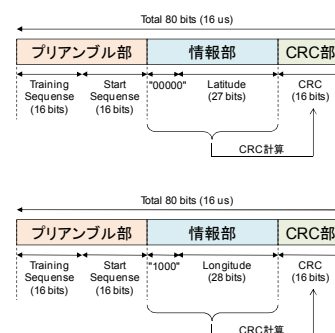 Total 80 bits (16 us)
プリアンブル部 情報部 CRC部
Training Sequense (16 bits)
Start Sequense (16 bits)
"00000"
Latitude (27 bits)
CRC (16 bits)
CRC計算
Total 80 bits (16 us)
プリアンブル部 情報部 CRC部
Training Sequense (16 bits)
Start Sequense (16 bits)
"1000"
Longitude (28 bits)
CRC (16 bits)
CRC計算